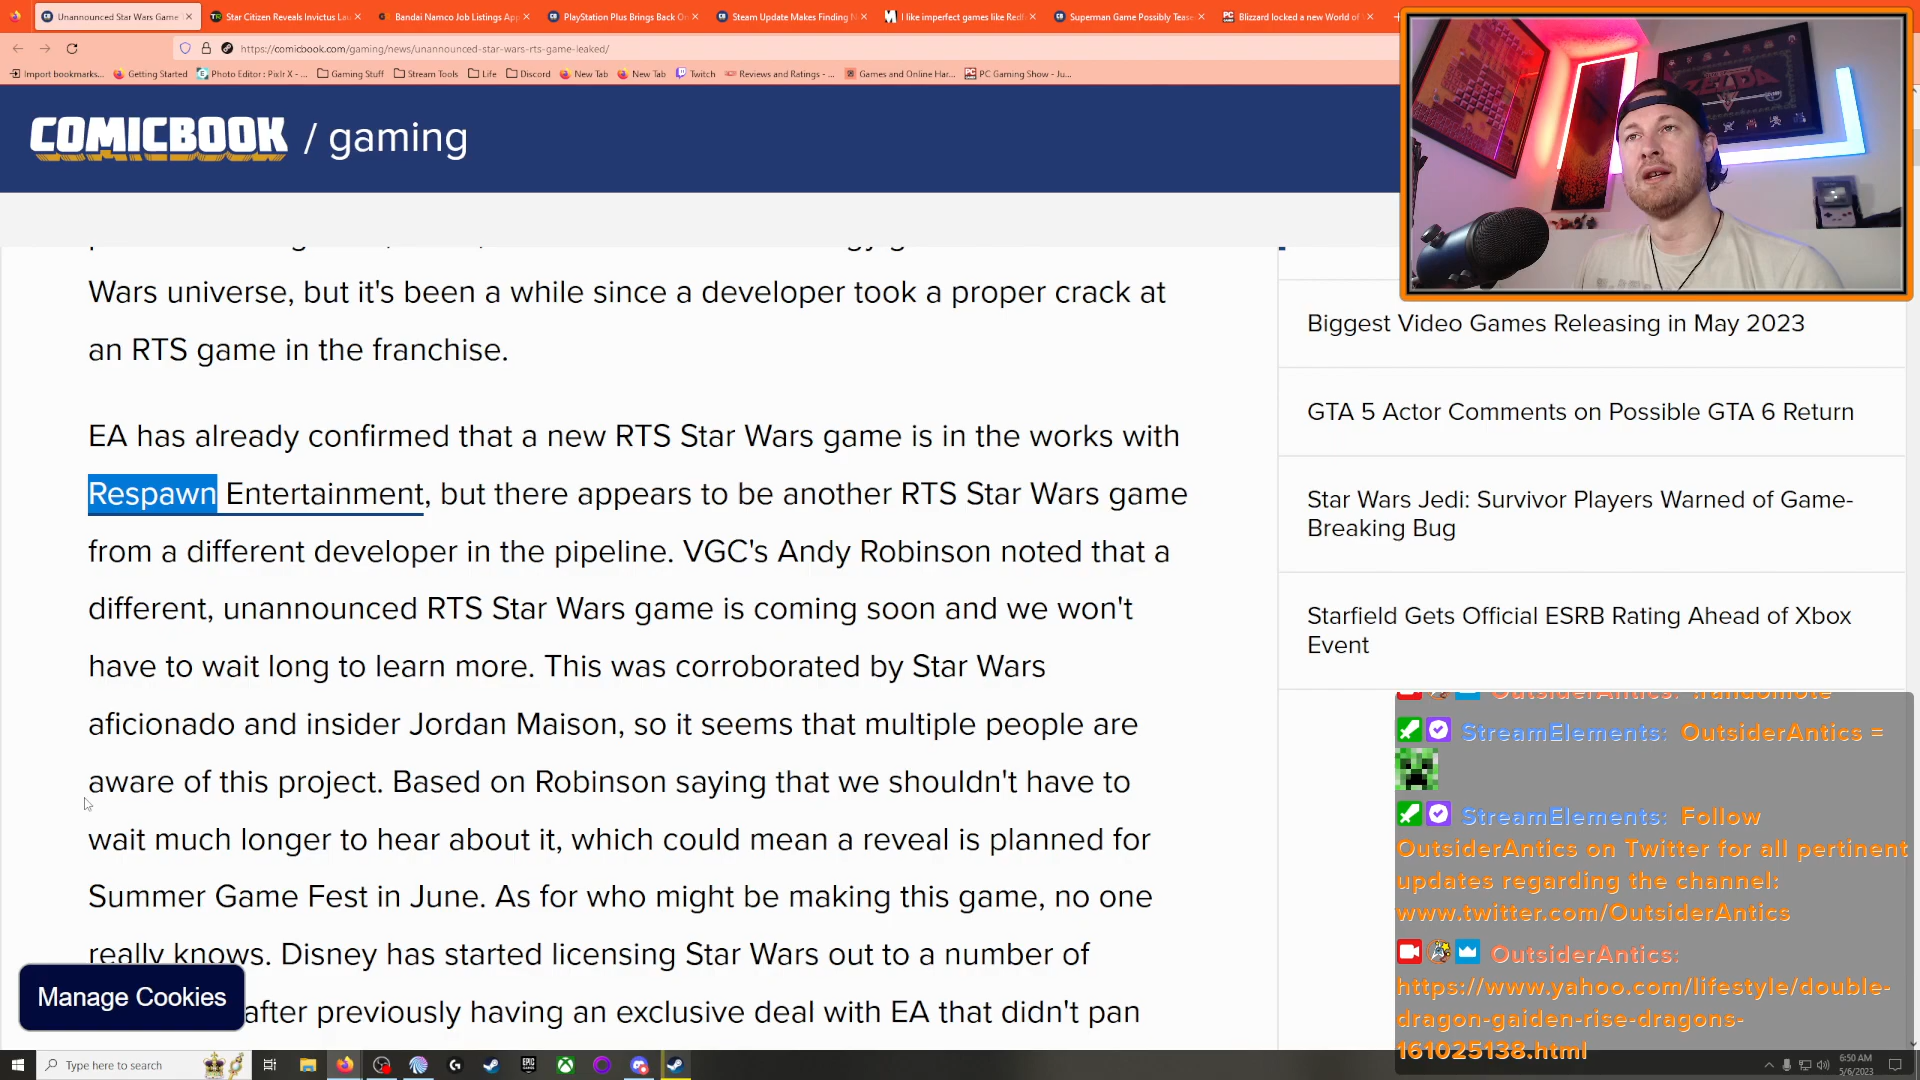 Unannounced Star Wars Game
Star Citizen Reveals Invictus Lau
Bandai Namco Job Listings App
PlayStation Plus Brings Back On
Steam Update Makes Finding N
I like imperfect games like Redf
Superman Game Possibly Tease
Blizzard locked a new World of
https://comicbook.com/gaming/news/unannounced-star-wars-rts-game-leaked/
Import bookmarks...
Getting Started
Photo Editor : Pixlr X - ...
Gaming Stuff
Stream Tools
Life
Discord
New Tab
New Tab
Twitch
Reviews and Ratings - ...
Games and Online Har...
PC Gaming Show - Ju...
COMICBOOK / gaming
Wars universe, but it's been a while since a developer took a proper crack at
an RTS game in the franchise.
EA has already confirmed that a new RTS Star Wars game is in the works with
Respawn Entertainment, but there appears to be another RTS Star Wars game
from a different developer in the pipeline. VGC's Andy Robinson noted that a
different, unannounced RTS Star Wars game is coming soon and we won't
have to wait long to learn more. This was corroborated by Star Wars
aficionado and insider Jordan Maison, so it seems that multiple people are
aware of this project. Based on Robinson saying that we shouldn't have to
wait much longer to hear about it, which could mean a reveal is planned for
Summer Game Fest in June. As for who might be making this game, no one
really knows. Disney has started licensing Star Wars out to a number of
after previously having an exclusive deal with EA that didn't pan
Manage Cookies
Biggest Video Games Releasing in May 2023
GTA 5 Actor Comments on Possible GTA 6 Return
Star Wars Jedi: Survivor Players Warned of Game-
Breaking Bug
Starfield Gets Official ESRB Rating Ahead of Xbox
Event
ZELDA
OutsiderAntics: !randomote
StreamElements: OutsiderAntics =
StreamElements: Follow
OutsiderAntics on Twitter for all pertinent
updates regarding the channel:
www.twitter.com/OutsiderAntics
OutsiderAntics:
https://www.yahoo.com/lifestyle/double-
dragon-gaiden-rise-dragons-
161025138.html
Type here to search
6:50 AM
5/6/2023